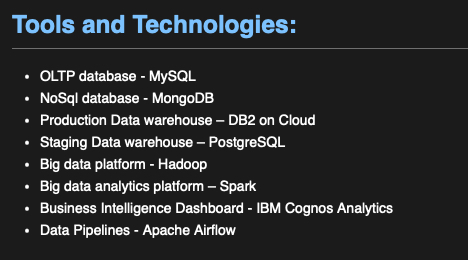 Tools and Technologies:
• OLTP database - MySQL
• NoSql database - MongoDB
• Production Data warehouse – DB2 on Cloud
• Staging Data warehouse – PostgreSQL
• Big data platform - Hadoop
• Big data analytics platform – Spark
• Business Intelligence Dashboard - IBM Cognos Analytics
• Data Pipelines - Apache Airflow